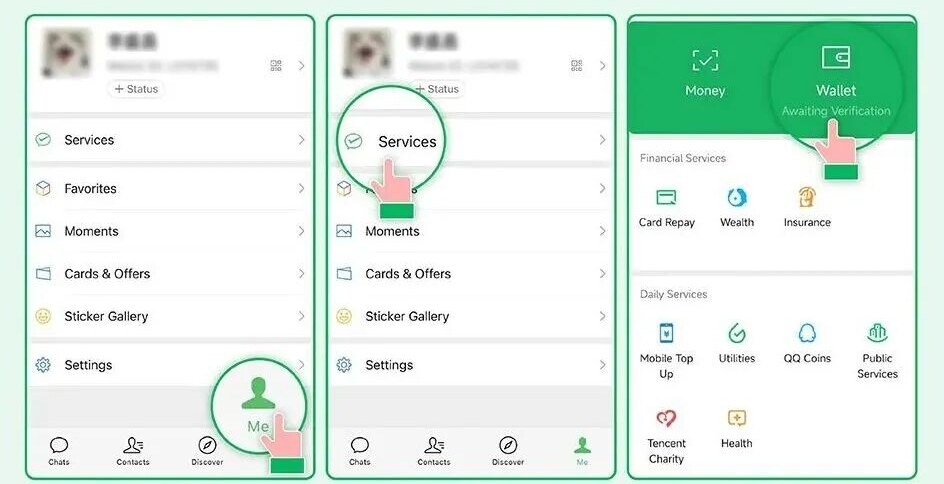 + Status
Services
Favorites
Moments
Cards & Offers
Sticker Gallery
Settings
Me
Chats
Contacts
Discover
+ Status
Services
Moments
Cards & Offers
Sticker Gallery
Settings
Chats
Contacts
Discover
Me
Money
Wallet
Awaiting Verification
Financial Services
Card Repay
Wealth
Insurance
Daily Services
Mobile Top
Up
Utilities
QQ Coins
Public
Services
Tencent
Charity
Health